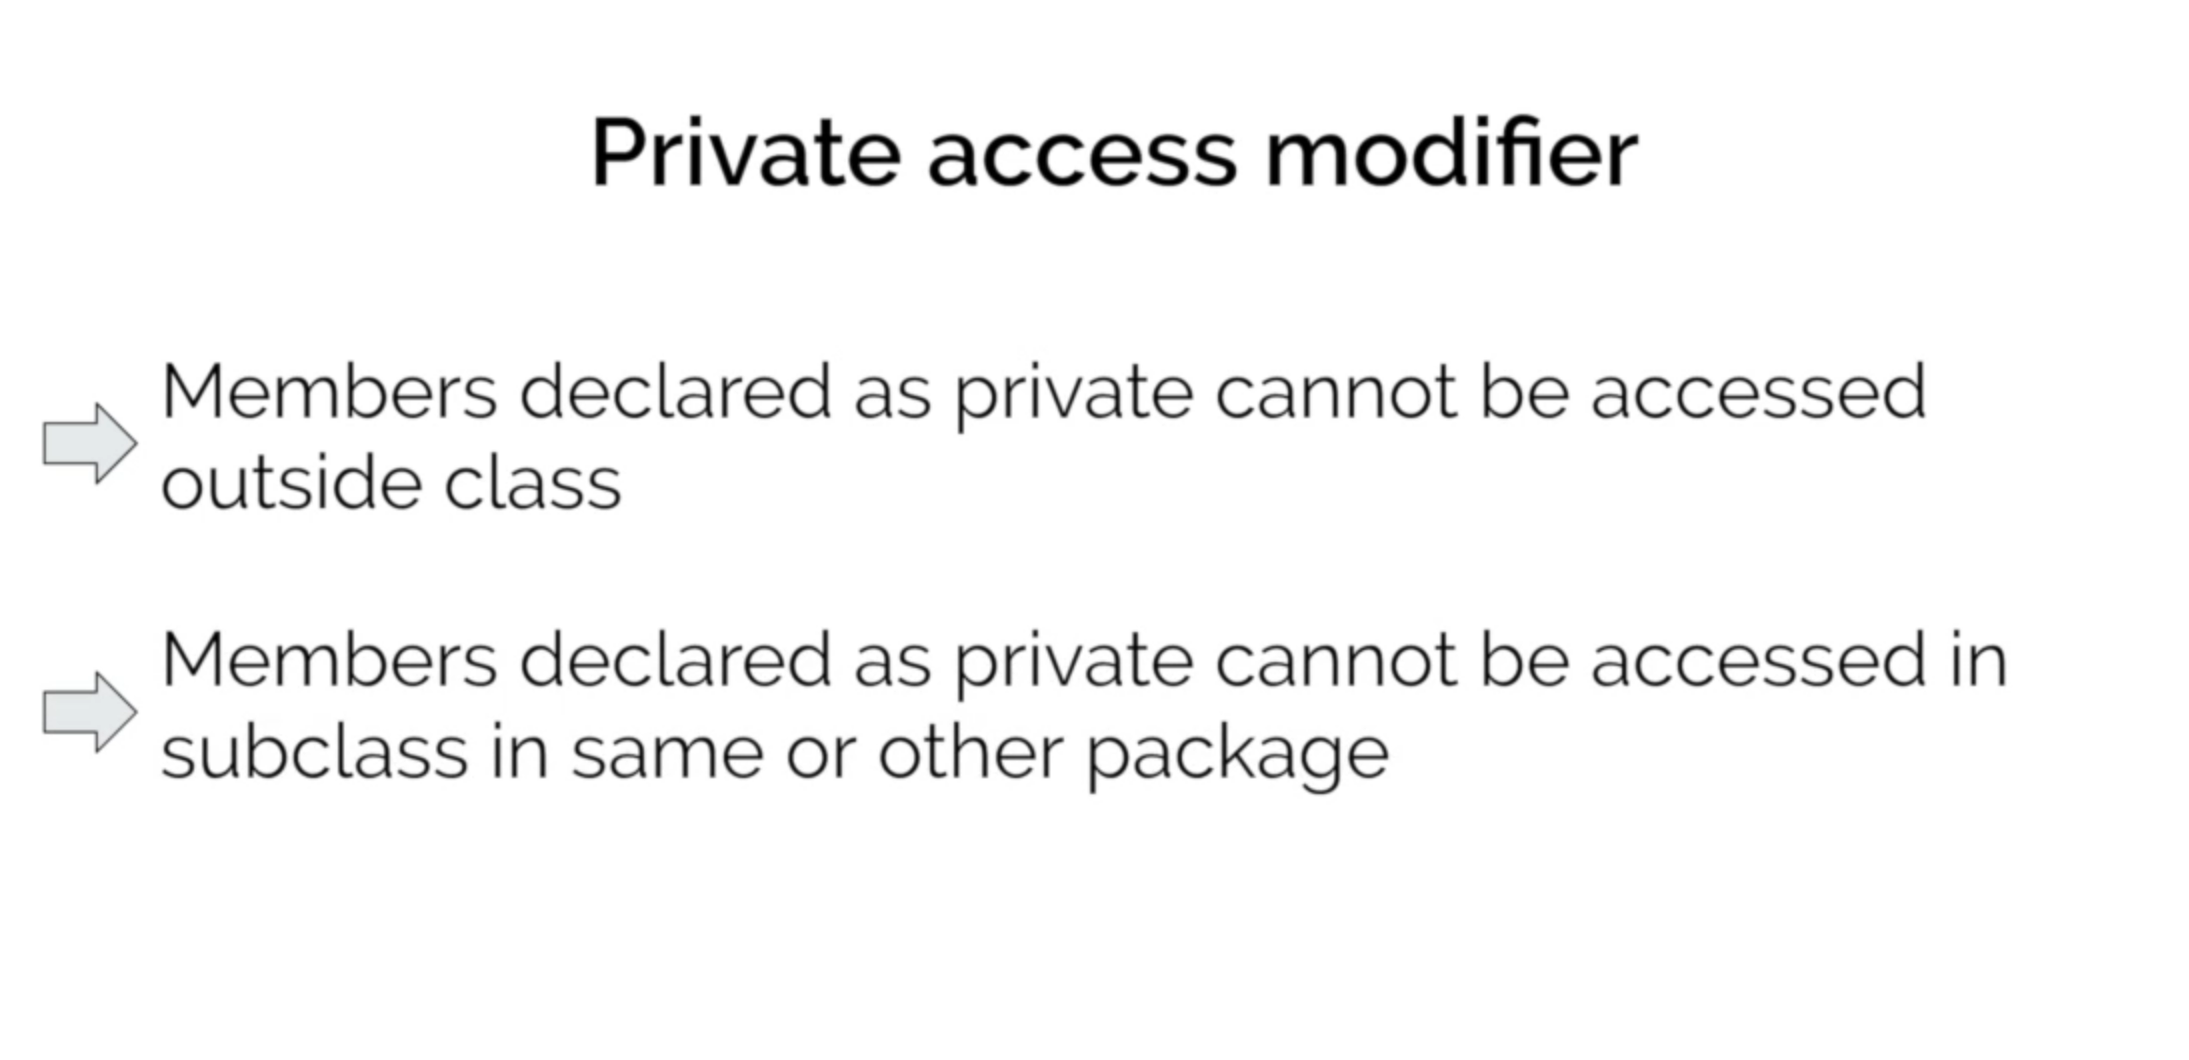 Private access modifier
Members declared as private cannot be accessed
outside class
Members declared as private cannot be accessed in
subclass in same or other package